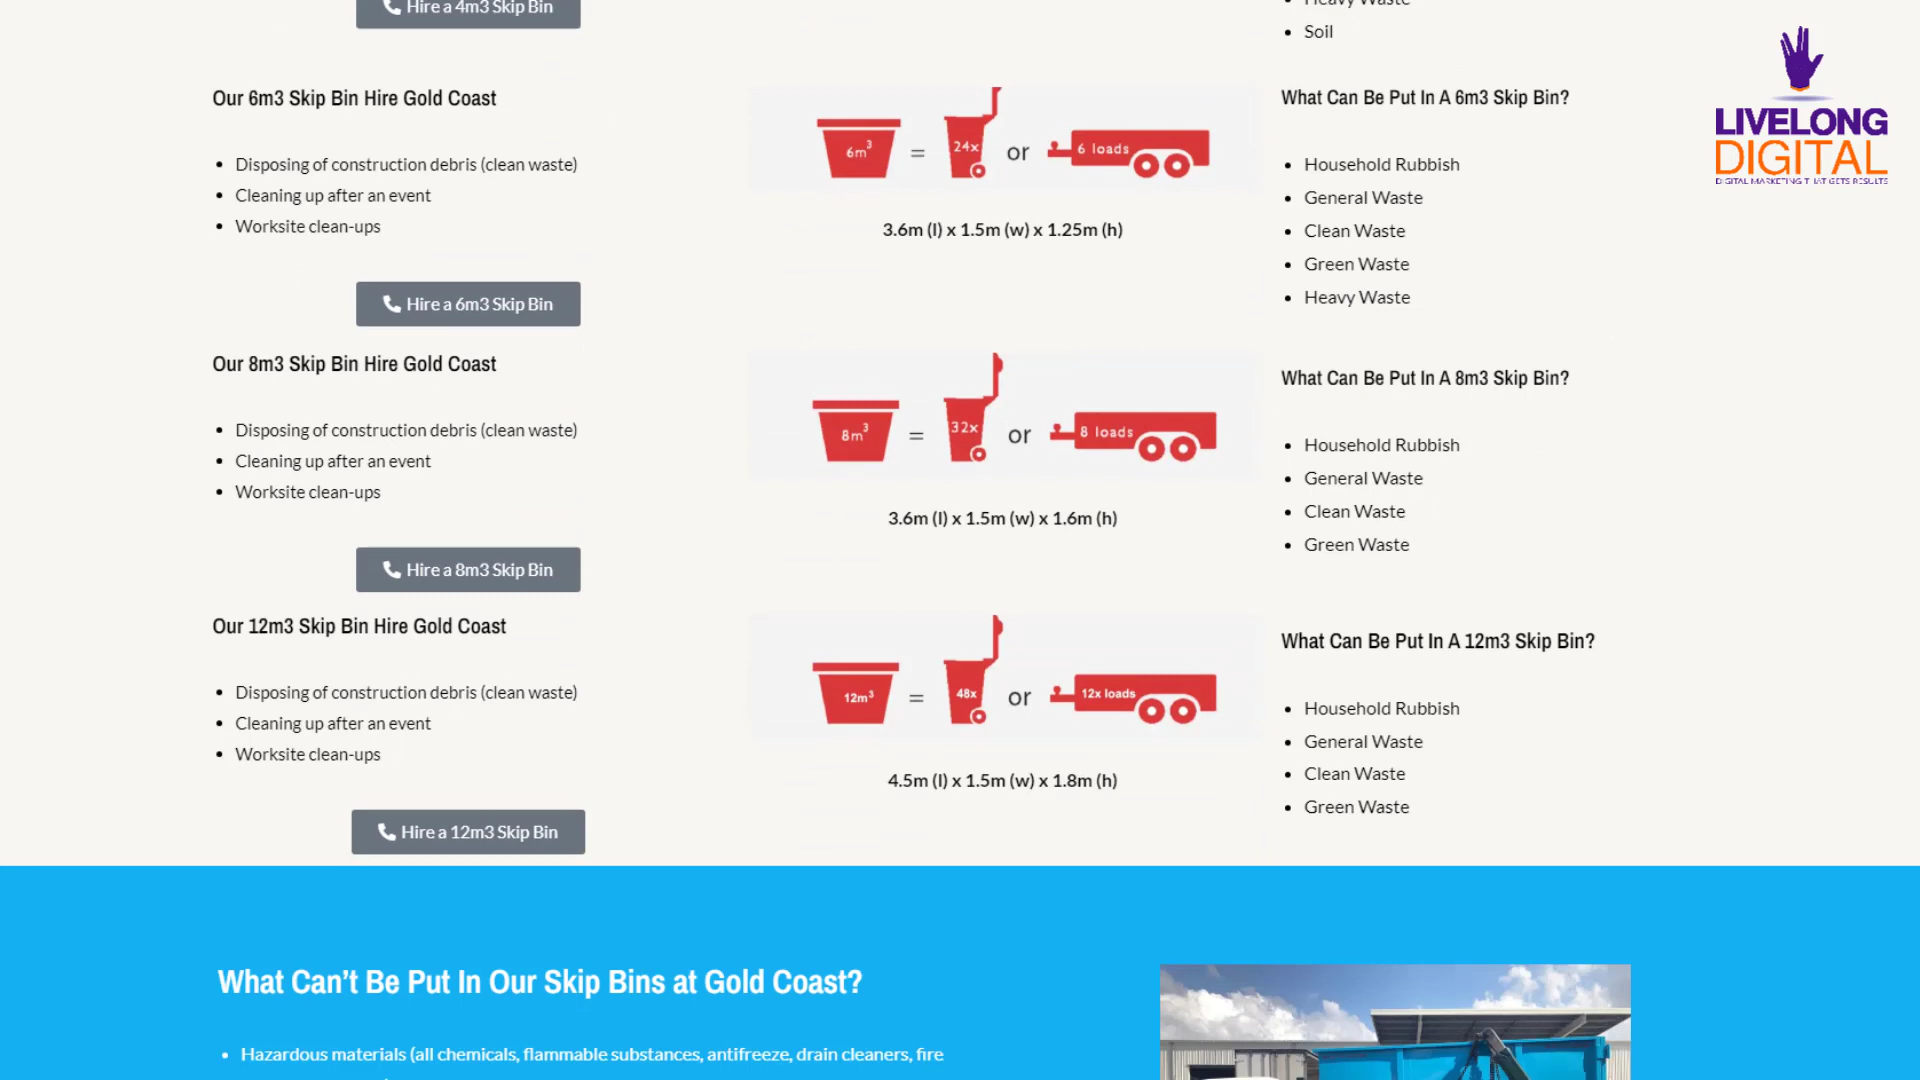 Hire a 4m3 Skip Bin
Heavy Waste
Soil
LIVELONG
DIGITAL
DIGITAL MARKETING THAT GETS RESULTS
Our 6m3 Skip Bin Hire Gold Coast
Disposing of construction debris (clean waste)
Cleaning up after an event
Worksite clean-ups
Hire a 6m3 Skip Bin
6m³ = 24x or 6 loads
3.6m (l) x 1.5m (w) x 1.25m (h)
What Can Be Put In A 6m3 Skip Bin?
Household Rubbish
General Waste
Clean Waste
Green Waste
Heavy Waste
Our 8m3 Skip Bin Hire Gold Coast
Disposing of construction debris (clean waste)
Cleaning up after an event
Worksite clean-ups
Hire a 8m3 Skip Bin
8m³ = 32x or 8 loads
3.6m (l) x 1.5m (w) x 1.6m (h)
What Can Be Put In A 8m3 Skip Bin?
Household Rubbish
General Waste
Clean Waste
Green Waste
Our 12m3 Skip Bin Hire Gold Coast
Disposing of construction debris (clean waste)
Cleaning up after an event
Worksite clean-ups
Hire a 12m3 Skip Bin
12m³ = 48x or 12x loads
4.5m (l) x 1.5m (w) x 1.8m (h)
What Can Be Put In A 12m3 Skip Bin?
Household Rubbish
General Waste
Clean Waste
Green Waste
What Can’t Be Put In Our Skip Bins at Gold Coast?
Hazardous materials (all chemicals, flammable substances, antifreeze, drain cleaners, fire